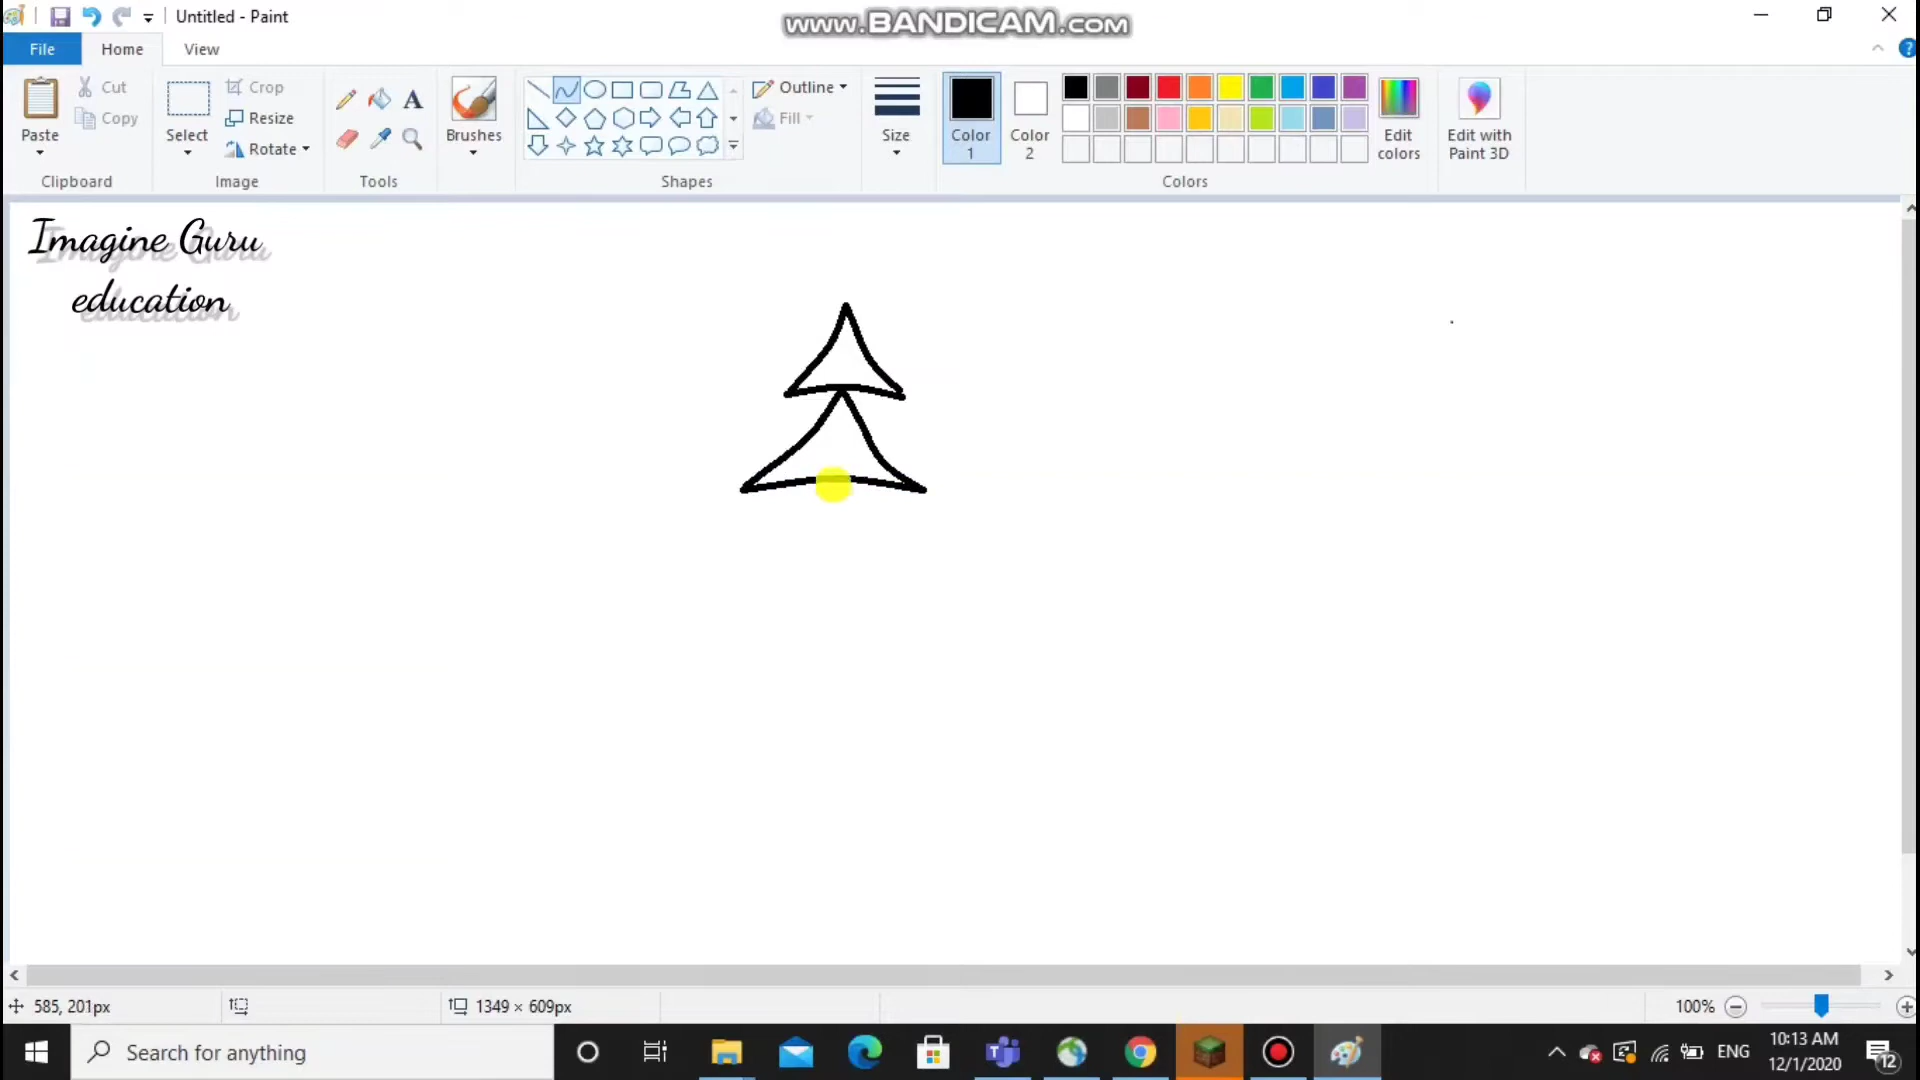 Untitled - Paint
www.BANDICAM.com
File
Home
View
Paste
Cut
Copy
Clipboard
Select
Crop
Resize
Rotate
Image
A
Tools
Brushes
Outline
Fill
Shapes
Size
Color
1
Color
2
Edit
colors
Colors
Edit with
Paint 3D
Imagine Guru
education
585, 201px
1349 × 609px
100%
Search for anything
ENG
10:13 AM
12/1/2020
12